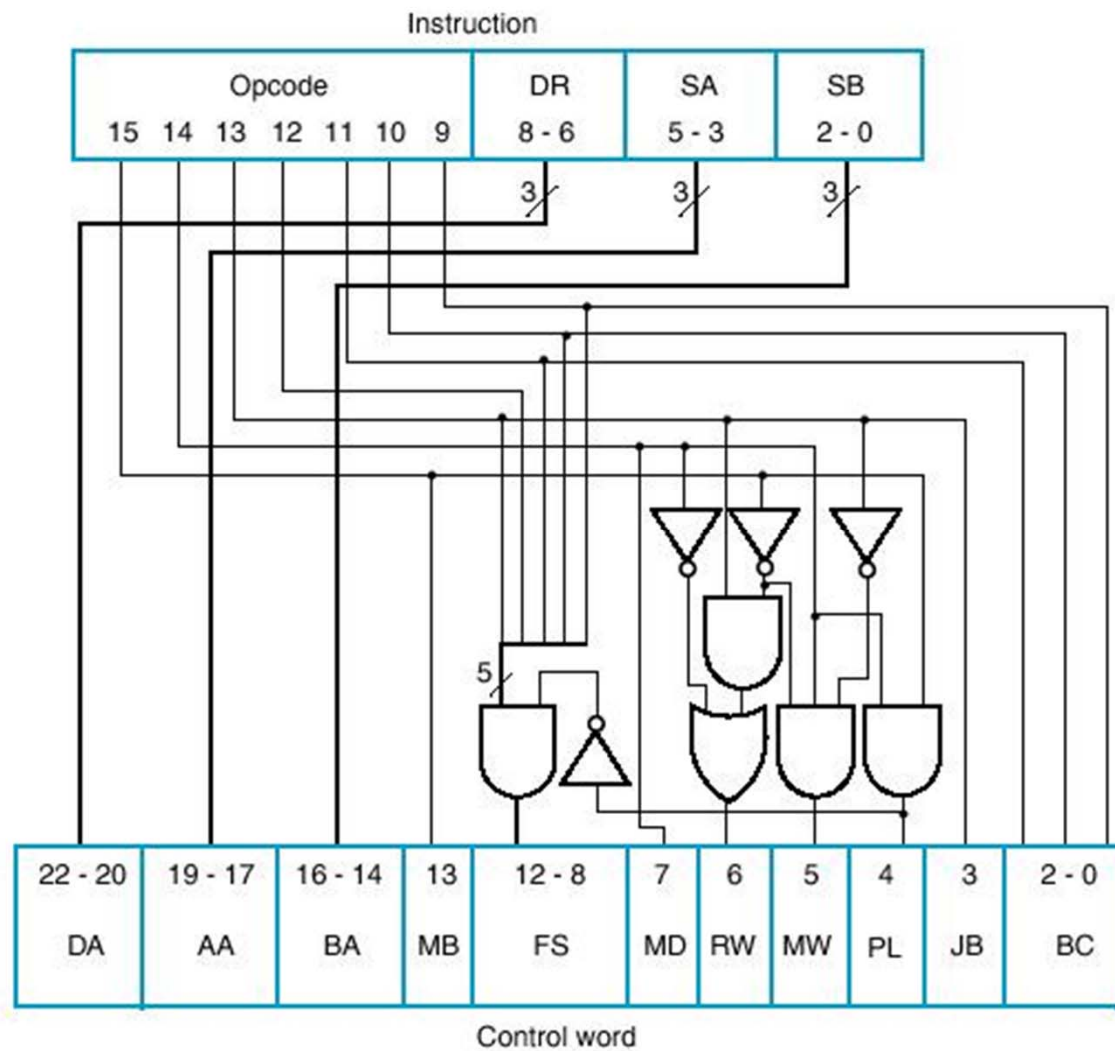 Instruction
Opcode DR SA SB
15 14 13 12 11 10 9 8 - 6 5 - 3 2 - 0
3 3 3
5
22 - 20 19 - 17 16 - 14 13 12 - 8 7 6 5 4 3 2 - 0
DA AA BA MB FS MD RW MW PL JB BC
Control word